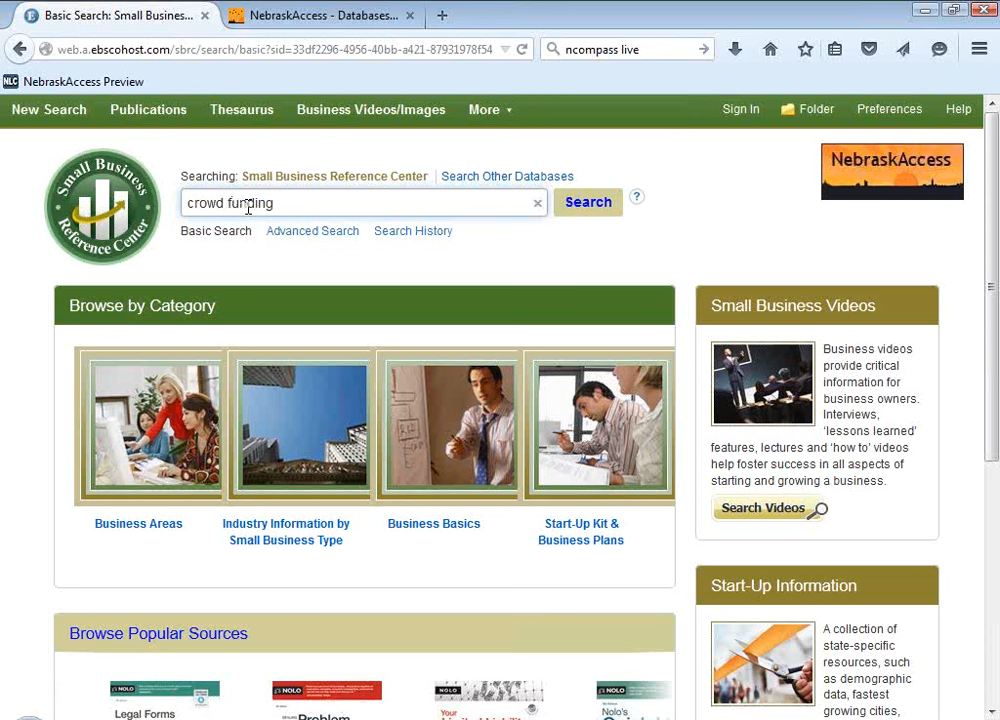 Basic Search: Small Busines...
NebraskAccess - Databases...
web.a.ebscohost.com/sbrc/search/basic?sid=33df2296-4956-40bb-a421-87931978f54
ncompass live
NLC NebraskAccess Preview
New Search Publications Thesaurus Business Videos/Images More
Sign In Folder Preferences Help
Small Business
Reference Center
Searching: Small Business Reference Center Search Other Databases
crowd funding
Search
?
Basic Search Advanced Search Search History
NebraskAccess
Browse by Category
Business Areas
Industry Information by
Small Business Type
Business Basics
Start-Up Kit &
Business Plans
Small Business Videos
Business videos
provide critical
information for
business owners.
Interviews,
'lessons learned'
features, lectures and 'how to' videos
help foster success in all aspects of
starting and growing a business.
Search Videos
Start-Up Information
A collection of
state-specific
resources, such
as demographic
data, fastest
growing cities,
Browse Popular Sources
NOLO
Legal Forms
NOLO
Problem
NOLO
Your
NOLO
Nolo's